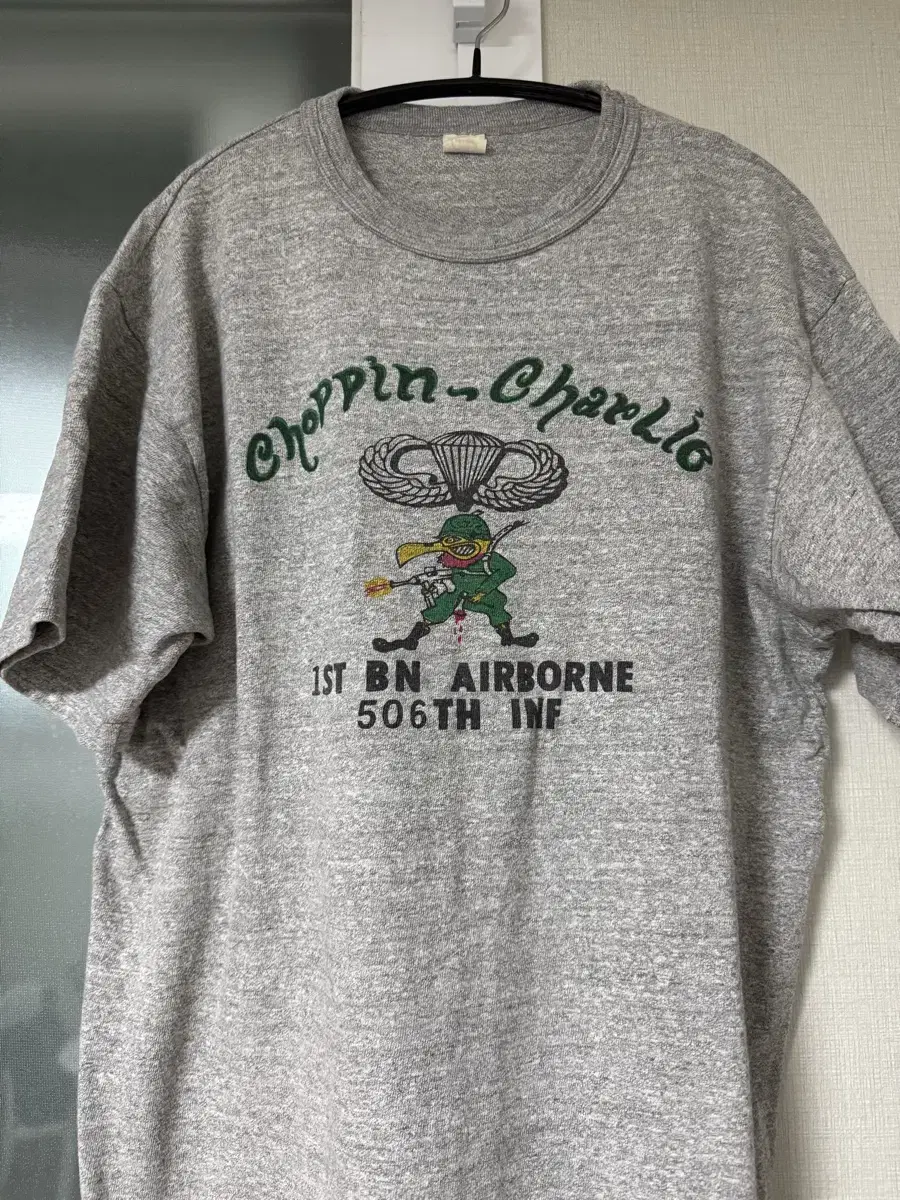 Choppin~CharLie
1ST BN AIRBORNE
506TH INF